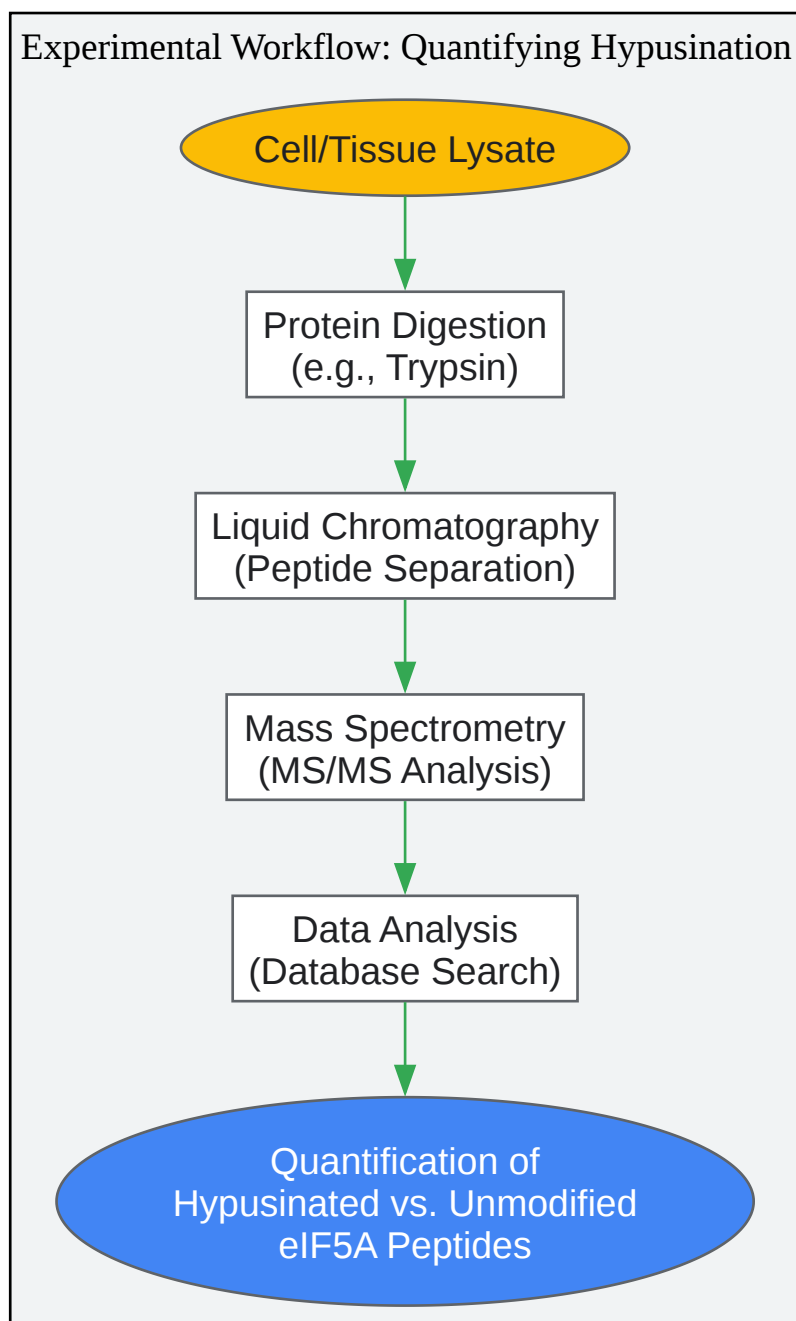 Experimental Workflow: Quantifying Hypusination
Cell/Tissue Lysate
Protein Digestion
(e.g., Trypsin)
Liquid Chromatography
(Peptide Separation)
Mass Spectrometry
(MS/MS Analysis)
Data Analysis
(Database Search)
Quantification of
Hypusinated vs. Unmodified
eIF5A Peptides